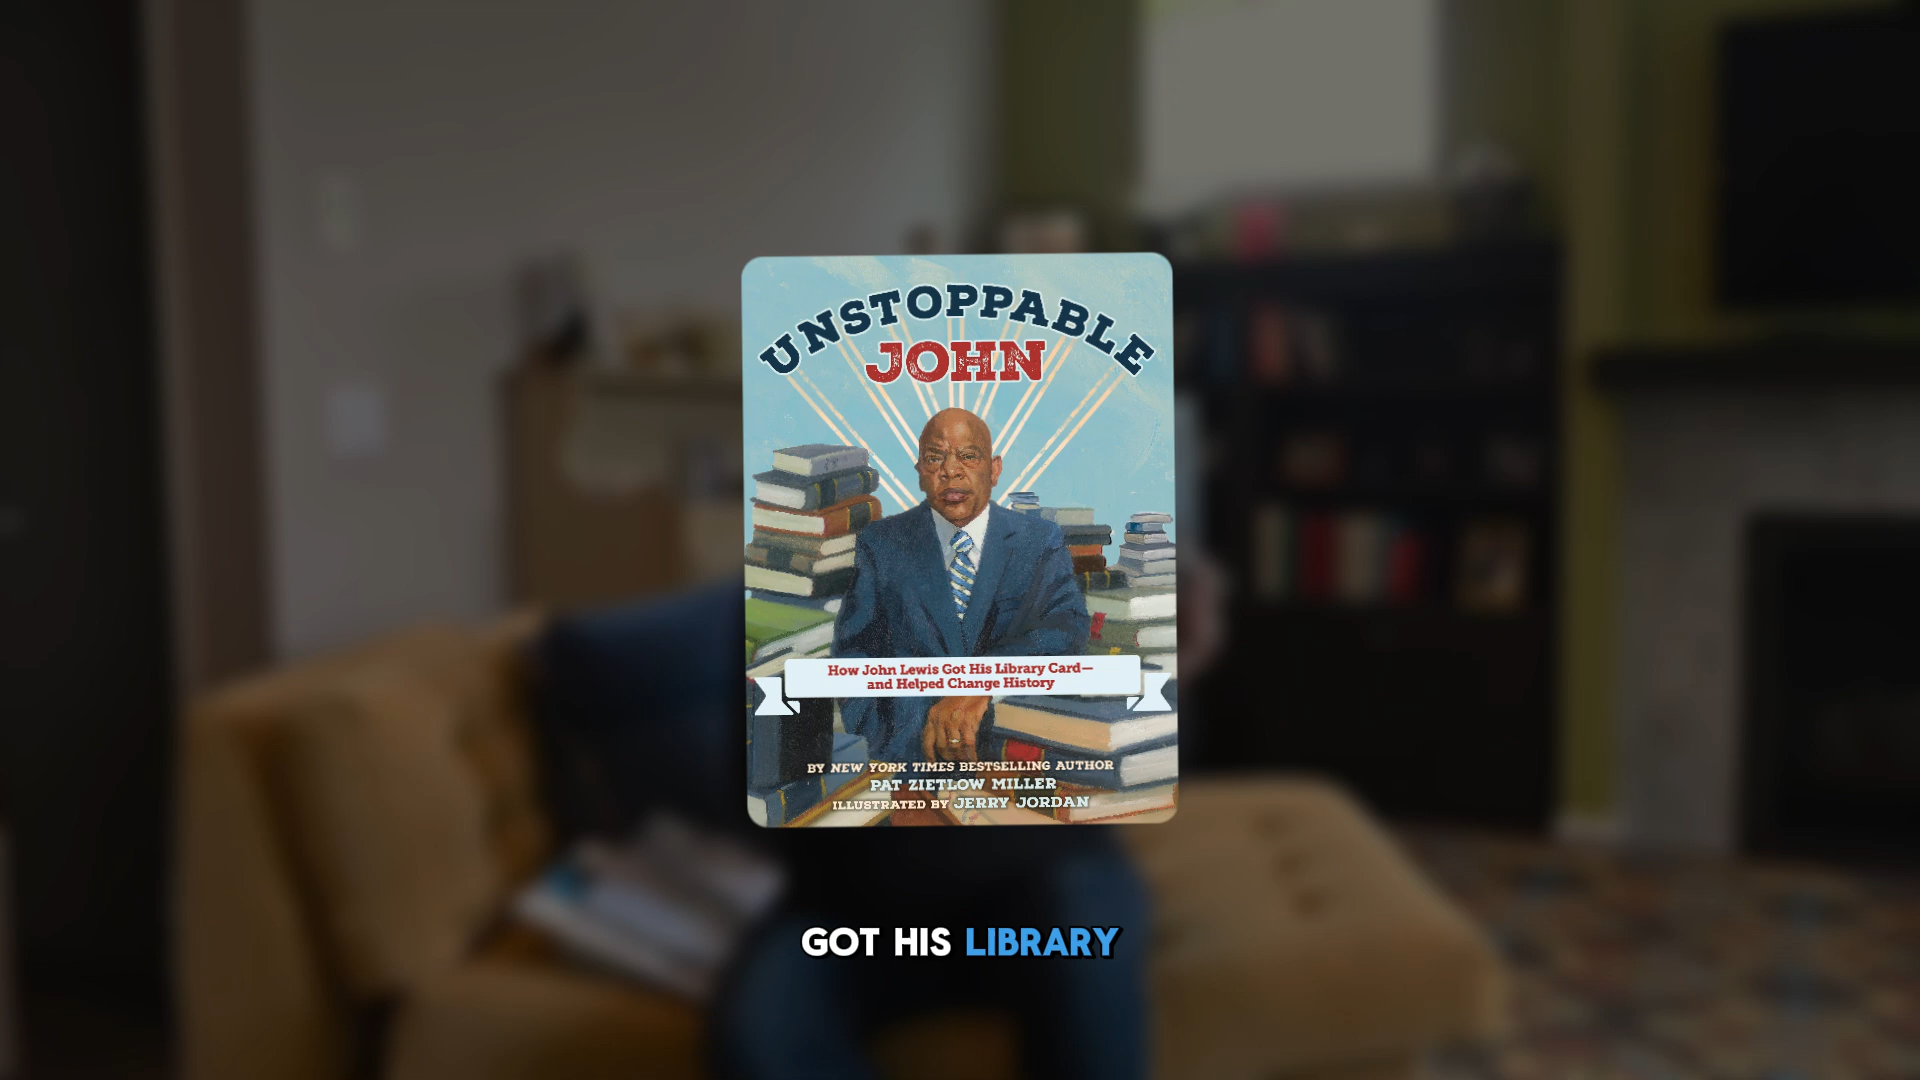 UNSTOPPABLE
JOHN
How John Lewis Got His Library Card—
and Helped Change History
BY NEW YORK TIMES BESTSELLING AUTHOR
PAT ZIETLOW MILLER
ILLUSTRATED BY JERRY JORDAN
GOT HIS LIBRARY